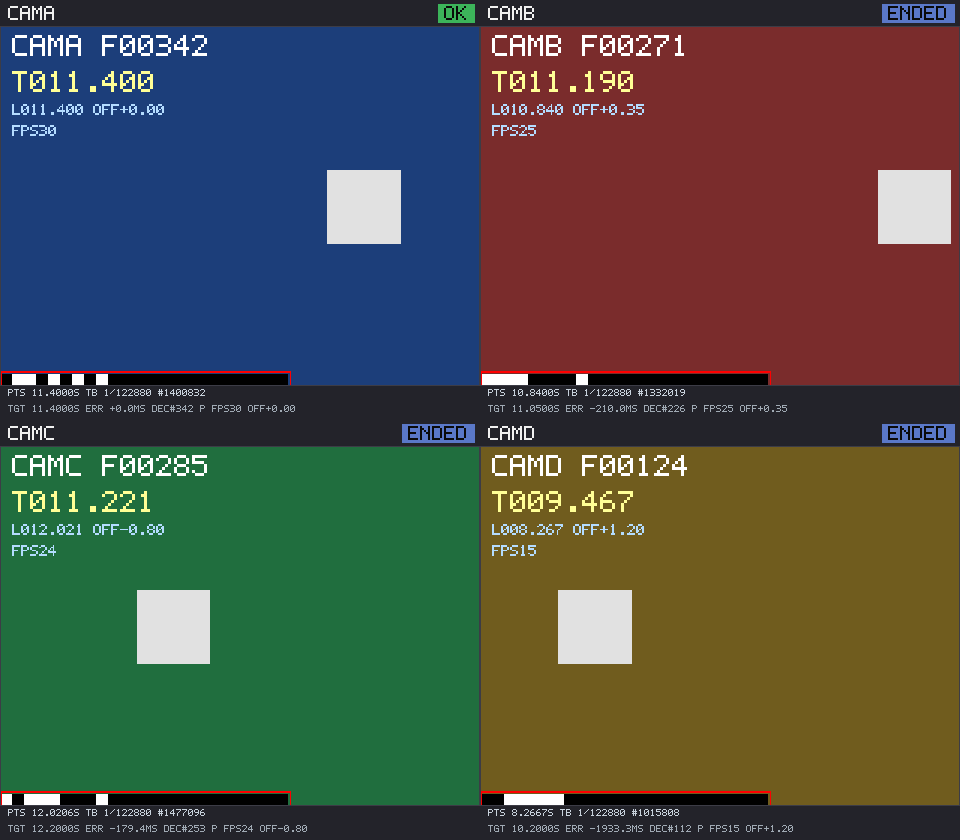 CAMA OK
CAMB ENDED
CAMA F00342
T011.400
L011.400 OFF+0.00
FPS30
PTS 11.4000S TB 1/122880 #1400832
TGT 11.4000S ERR +0.0MS DEC#342 P FPS30 OFF+0.00
CAMB F00271
T011.190
L010.840 OFF+0.35
FPS25
PTS 10.8400S TB 1/122880 #1332019
TGT 11.0500S ERR -210.0MS DEC#226 P FPS25 OFF+0.35
CAMC ENDED
CAMD ENDED
CAMC F00285
T011.221
L012.021 OFF-0.80
FPS24
PTS 12.0206S TB 1/122880 #1477096
TGT 12.2000S ERR -179.4MS DEC#253 P FPS24 OFF-0.80
CAMD F00124
T009.467
L008.267 OFF+1.20
FPS15
PTS 8.2667S TB 1/122880 #1015808
TGT 10.2000S ERR -1933.3MS DEC#112 P FPS15 OFF+1.20